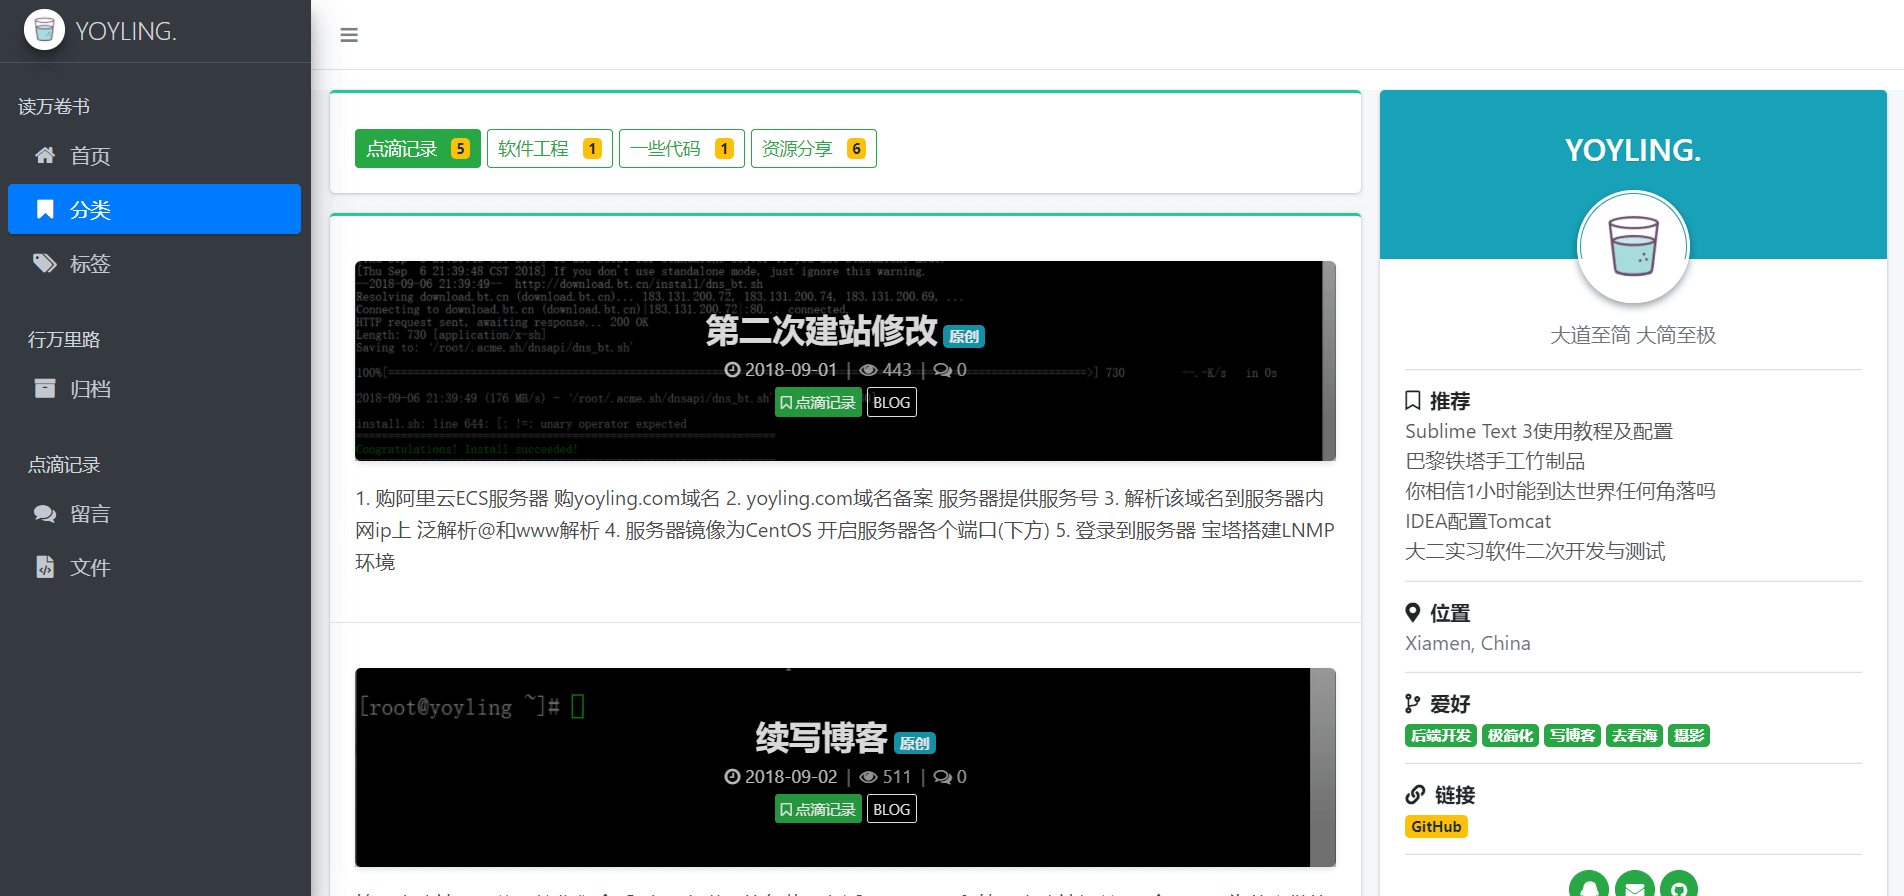 YOYLING.
读万卷书
首页
分类
标签
行万里路
归档
点滴记录
留言
文件
点滴记录 5 软件工程 1 一些代码 1 资源分享 6
[Thu Sep  6 21:39:48 CST 2018] If you don't use standalone mode, just ignore this warning.
--2018-09-06 21:39:49--  http://download.bt.cn/install/dns_bt.sh
Resolving download.bt.cn (download.bt.cn)... 183.131.200.72, 183.131.200.74, 183.131.200.69, ...
Connecting to download.bt.cn (download.bt.cn)|183.131.200.72|:80... connected.
HTTP request sent, awaiting response... 200 OK
Length: 730 [application/x-sh]
Saving to: '/root/.acme.sh/dnsapi/dns_bt.sh'
第二次建站修改 原创
2018-09-01 | 443 | 0
100%[======>] 730 --.-K/s in 0s
点滴记录 BLOG
2018-09-06 21:39:49 (176 MB/s) - '/root/.acme.sh/dnsapi/dns_bt.sh'
install.sh: line 644: [: !=: unary operator expected
Congratulations! Install succeeded!
1. 购阿里云ECS服务器 购yoyling.com域名 2. yoyling.com域名备案 服务器提供服务号 3. 解析该域名到服务器内
网ip上 泛解析@和www解析 4. 服务器镜像为CentOS 开启服务器各个端口(下方) 5. 登录到服务器 宝塔搭建LNMP
环境
[root@yoyling ~]#
续写博客 原创
2018-09-02 | 511 | 0
点滴记录 BLOG
YOYLING.
大道至简 大简至极
推荐
Sublime Text 3使用教程及配置
巴黎铁塔手工竹制品
你相信1小时能到达世界任何角落吗
IDEA配置Tomcat
大二实习软件二次开发与测试
位置
Xiamen, China
爱好
后端开发 极简化 写博客 去看海 摄影
链接
GitHub